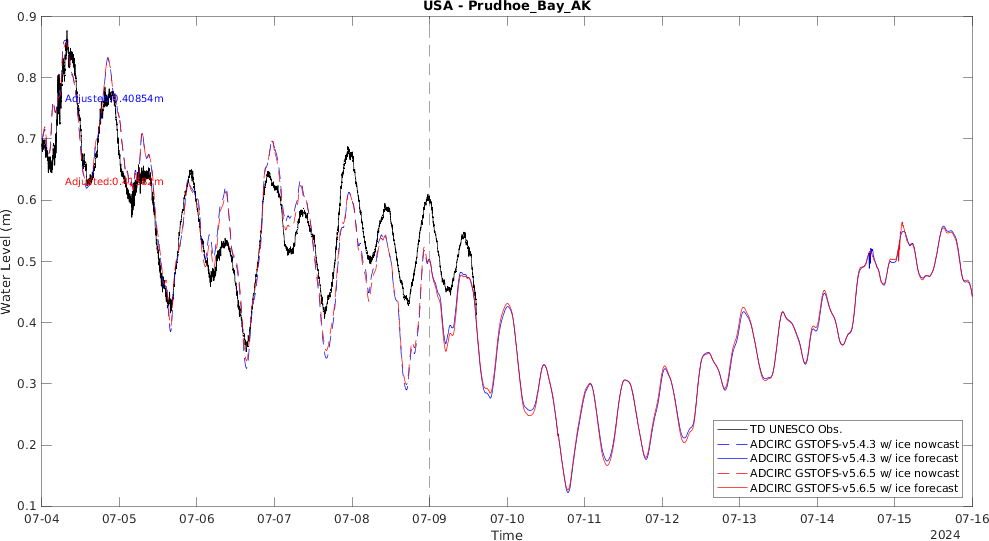 USA - Prudhoe_Bay_AK
Water Level (m)
0.9
0.8
0.7
0.6
0.5
0.4
0.3
0.2
0.1
Adjusted:0.40854m
07-04
07-05
07-06
07-07
07-08
07-09
07-10
07-11
07-12
07-13
07-14
07-15
07-16
Time
2024
TD UNESCO Obs.
ADCIRC GSTOFS-v5.4.3 w/ ice nowcast
ADCIRC GSTOFS-v5.4.3 w/ ice forecast
ADCIRC GSTOFS-v5.6.5 w/ ice nowcast
ADCIRC GSTOFS-v5.6.5 w/ ice forecast